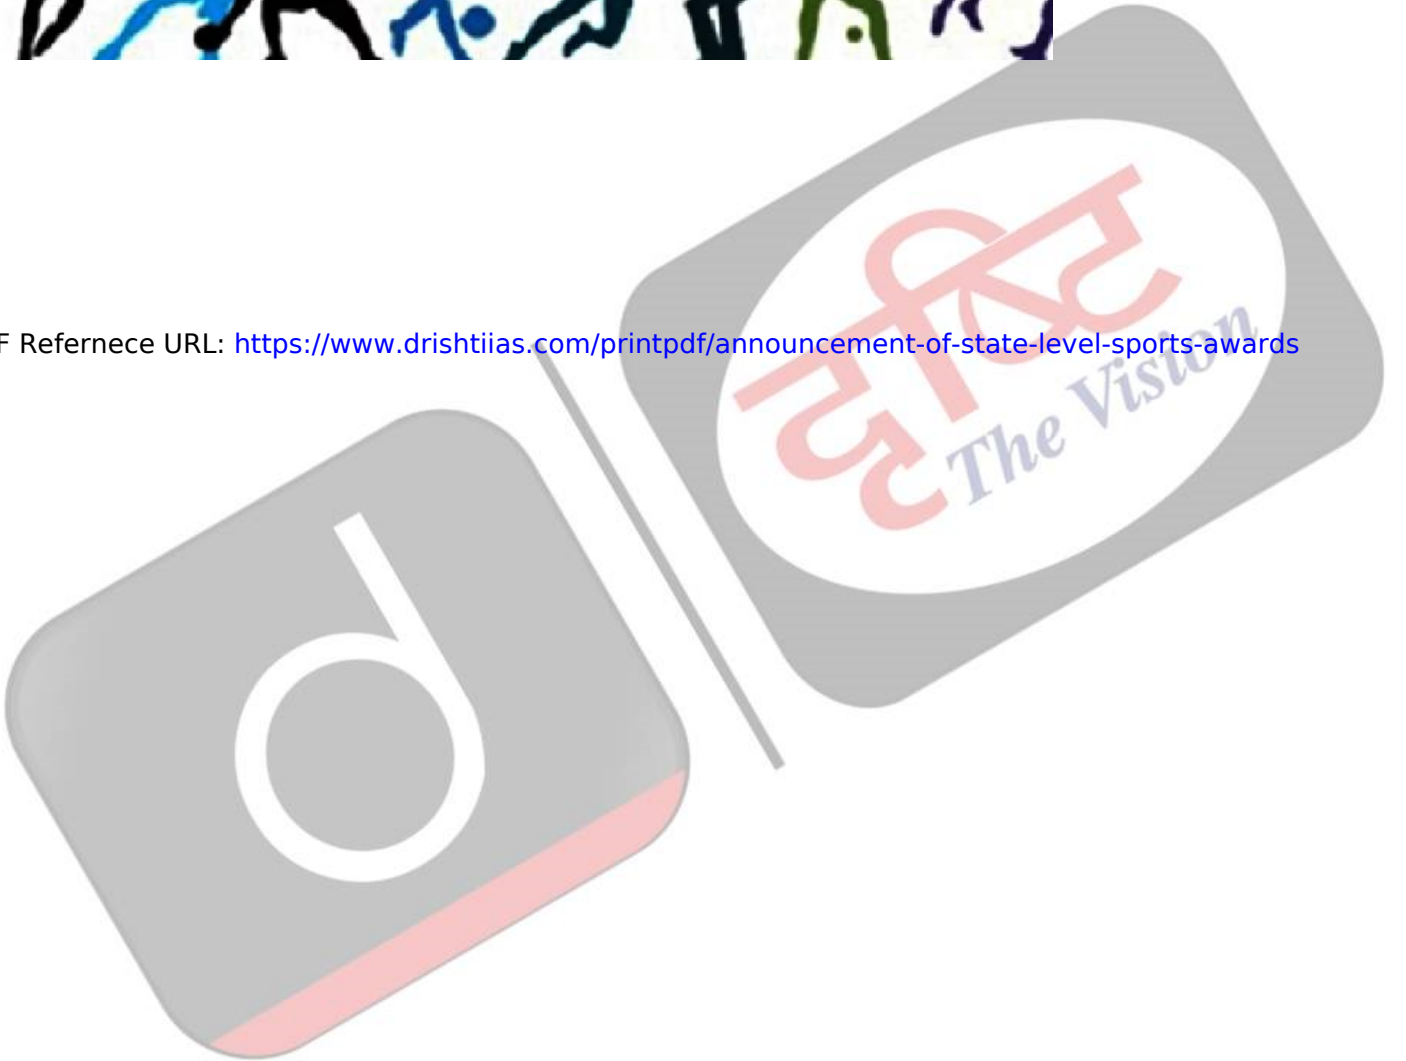 F Refernece URL: https://www.drishtiias.com/printpdf/announcement-of-state-level-sports-awards
दृष्टि
The Vision